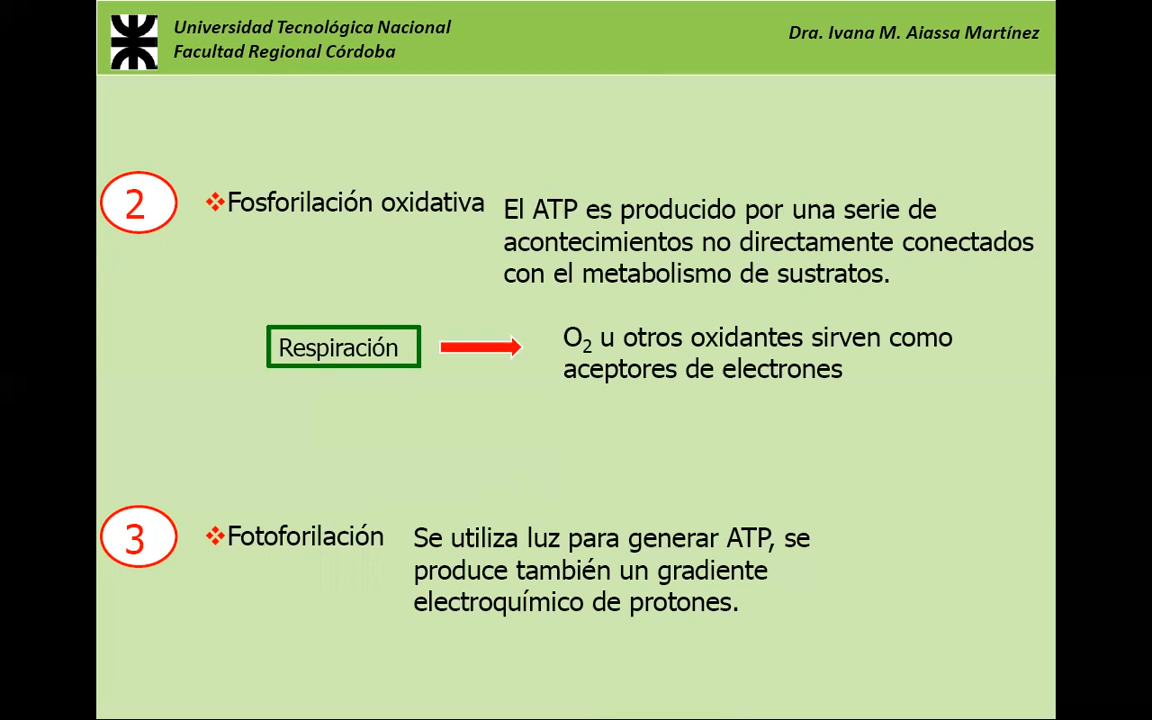 Universidad Tecnológica Nacional
Facultad Regional Córdoba
Dra. Ivana M. Aiassa Martínez
2
❖Fosforilación oxidativa
El ATP es producido por una serie de
acontecimientos no directamente conectados
con el metabolismo de sustratos.
Respiración
O₂ u otros oxidantes sirven como
aceptores de electrones
3
❖Fotoforilación
Se utiliza luz para generar ATP, se
produce también un gradiente
electroquímico de protones.